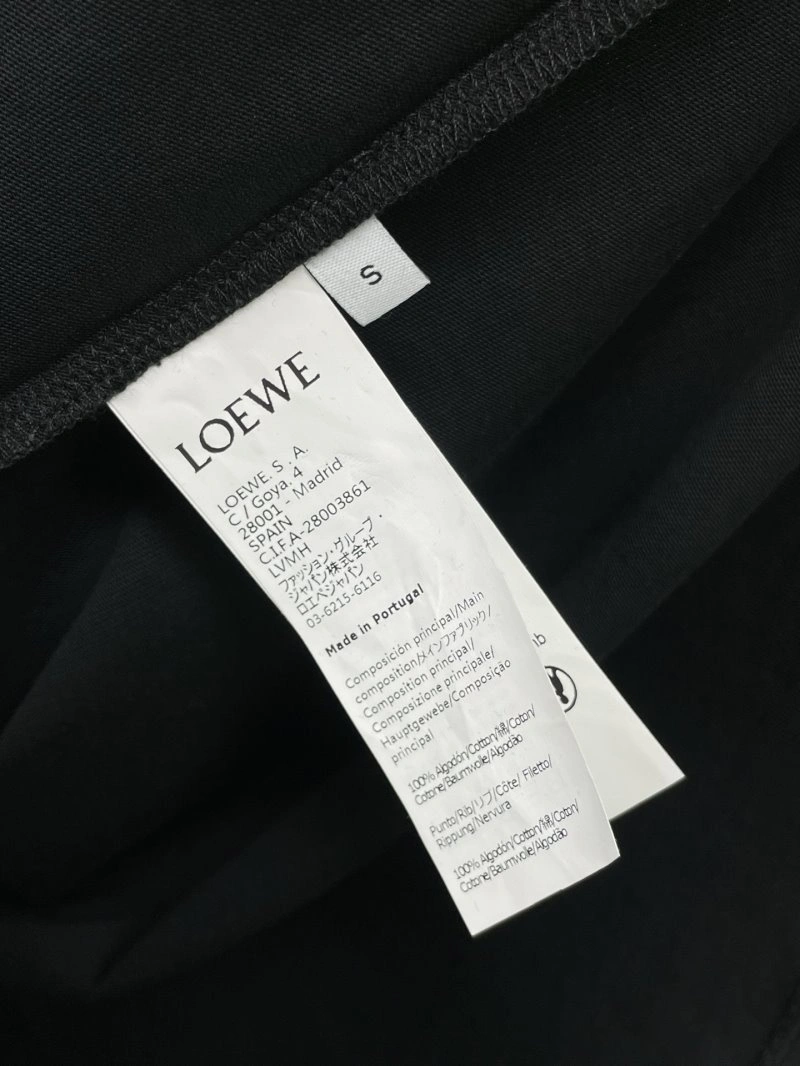 S
LOEWE
LOEWE. S . A.
C / Goya, 4
28001 - Madrid
SPAIN
C.I.F.A-28003861
LVMH
ファッション・グループ・
ジャパン株式会社
ロエベジャパン
03-6215-6116
Made in Portugal
Composición principal/Main
composition/メインファブリック/
Composition principal/
Composizione principale/
Hauptgewebe/Composição
principal
100% Algodón/Cotton/綿/Coton/
Cotone/Baumwolle/Algodão
Punto/Rib/リブ/Côte/ Filetto/
Rippung/Nervura
100% Algodón/Cotton/綿/Coton/
Cotone/Baumwolle/Algodão